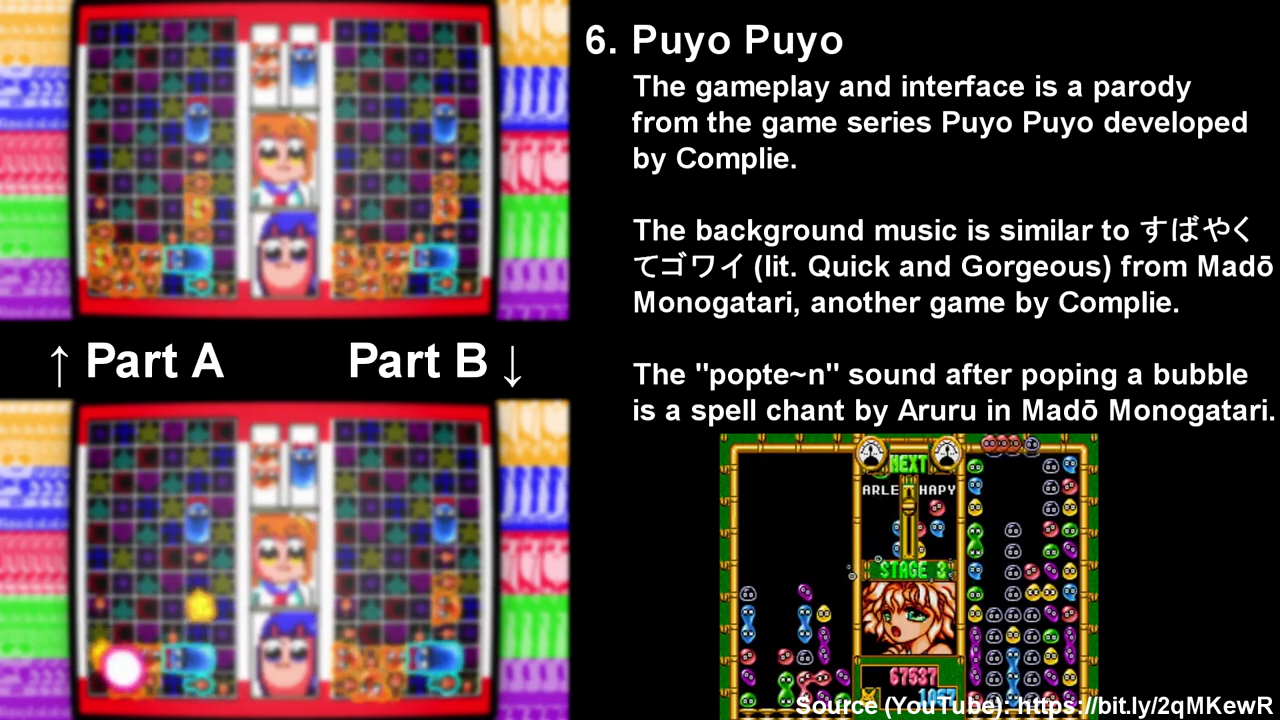 6. Puyo Puyo
The gameplay and interface is a parody
from the game series Puyo Puyo developed
by Complie.
The background music is similar to すばやく
てゴワイ (lit. Quick and Gorgeous) from Madō
Monogatari, another game by Complie.
The "popte~n" sound after poping a bubble
is a spell chant by Aruru in Madō Monogatari.
↑ Part A
Part B ↓
NEXT
ARLE HAPY
STAGE 3
67537
1067
Source (YouTube): https://bit.ly/2qMKewR